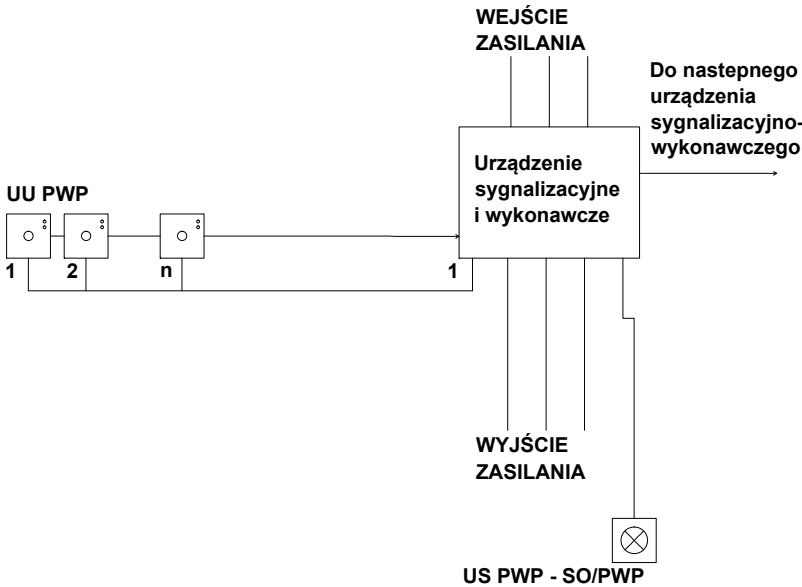 WEJŚCIE
ZASILANIA
Do nastepnego
urządzenia
sygnalizacyjno-
wykonawczego
Urządzenie
sygnalizacyjne
i wykonawcze
UU PWP
1
2
n
1
WYJŚCIE
ZASILANIA
US PWP - SO/PWP